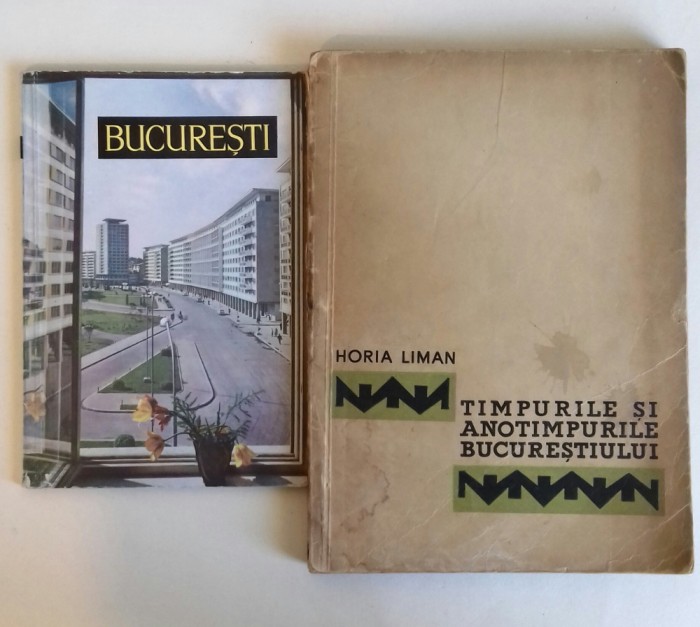 BUCUREȘTI
HORIA LIMAN
TIMPURILE ȘI
ANOTIMPURILE
BUCUREȘTIULUI